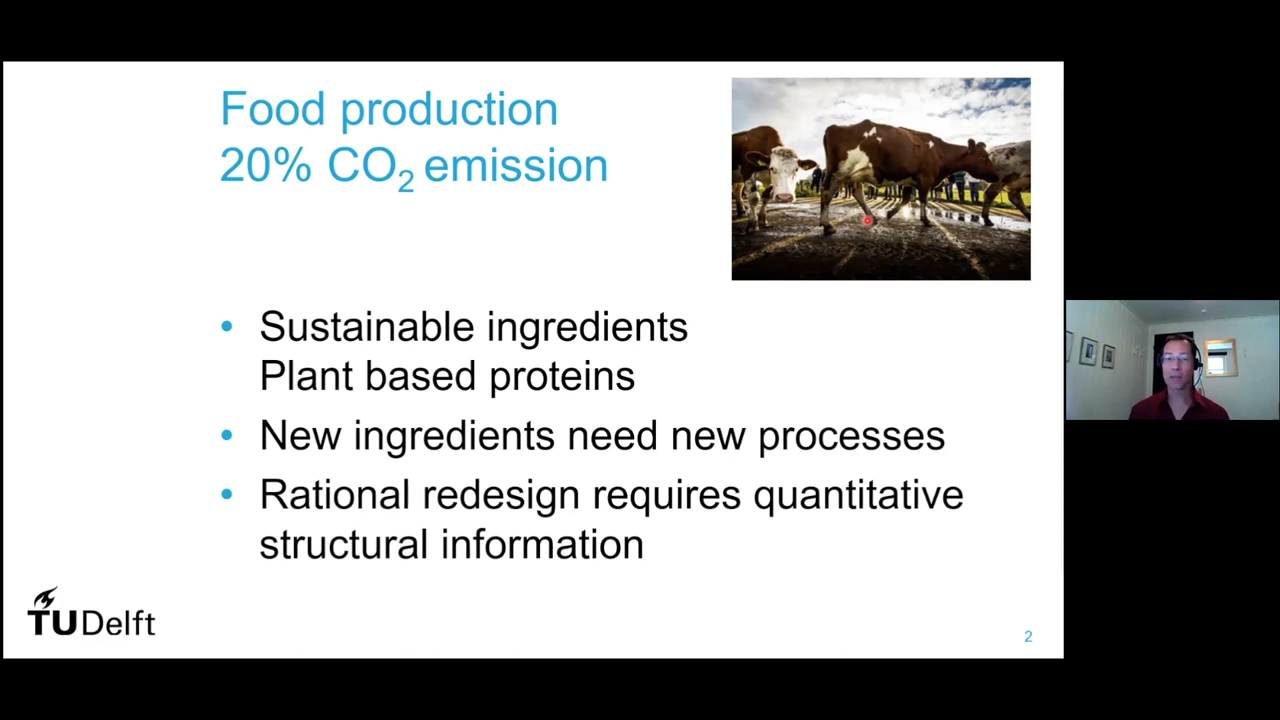 Food production
20% CO₂ emission
• Sustainable ingredients
Plant based proteins
• New ingredients need new processes
• Rational redesign requires quantitative
structural information
TUDelft
2